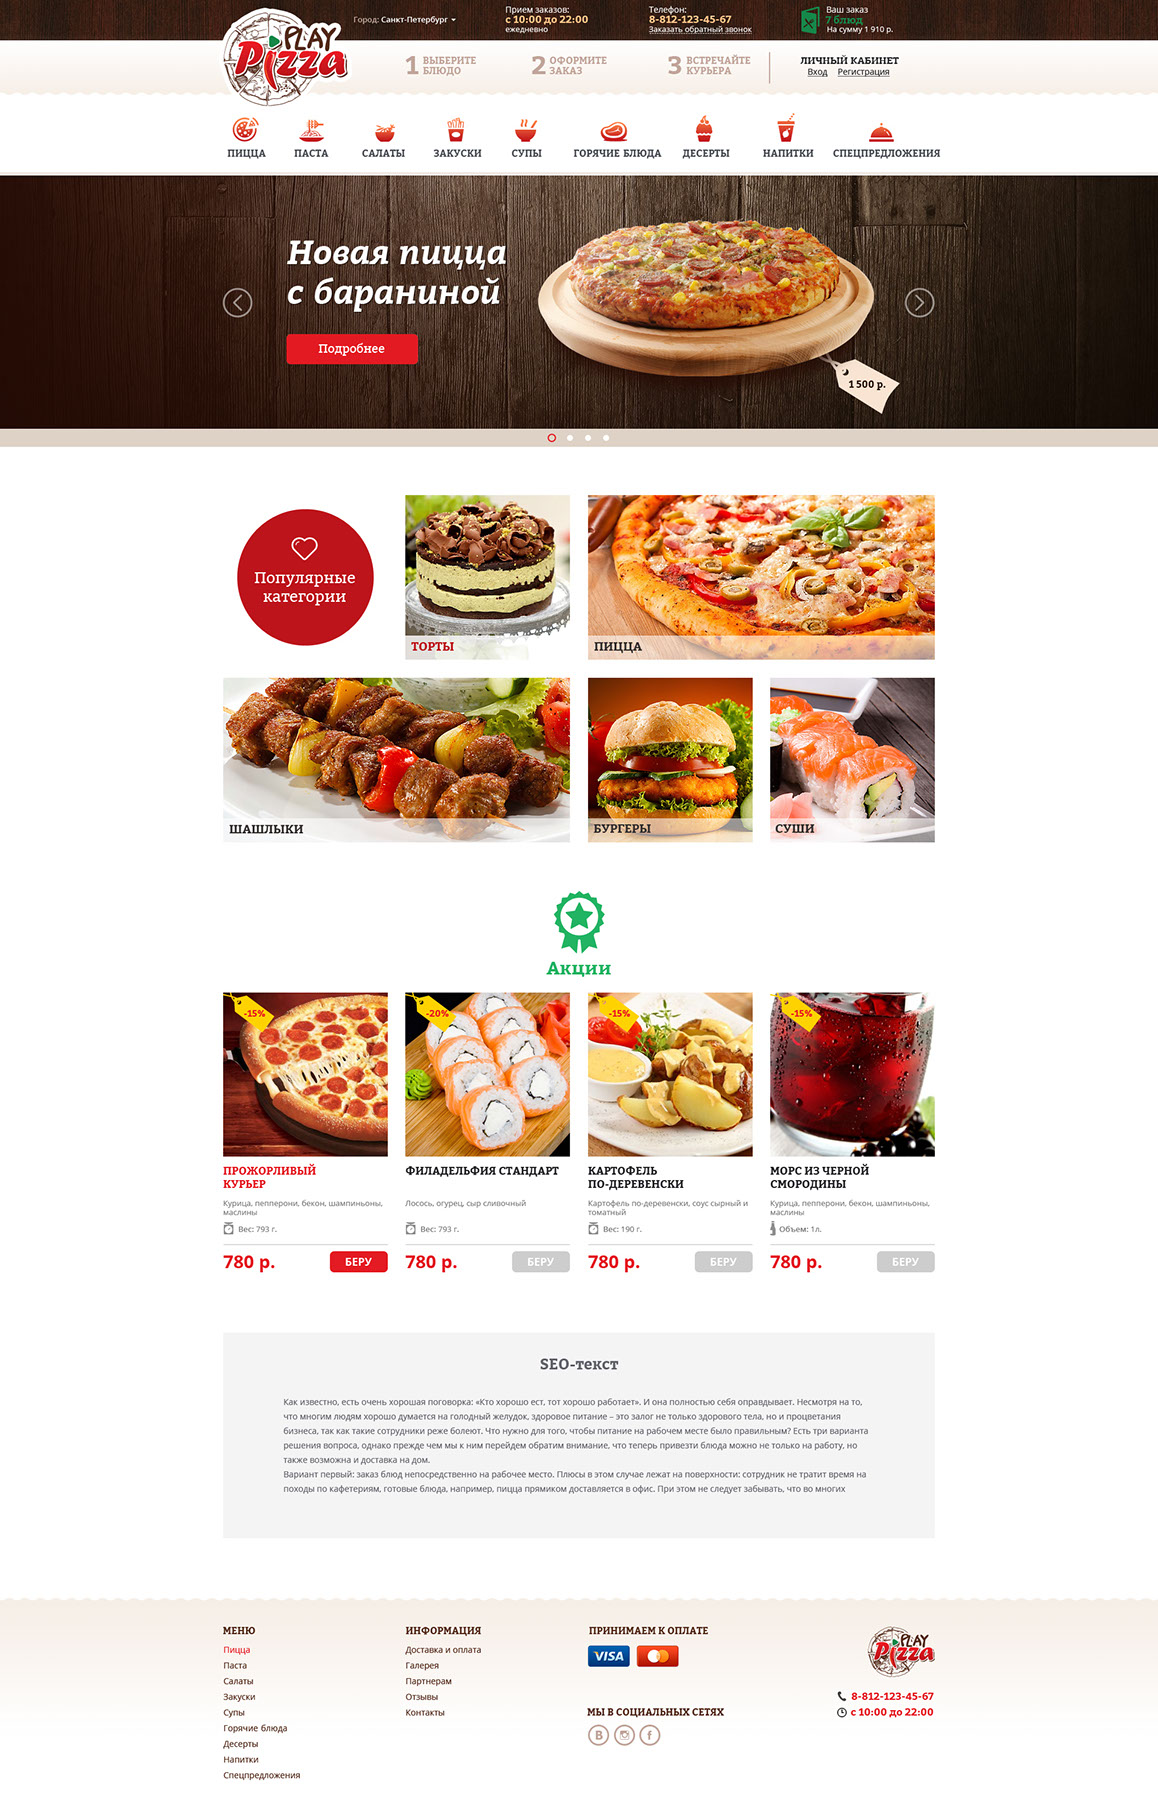 PLAY
Pizza
Город: Санкт-Петербург
Прием заказов:
с 10:00 до 22:00
ежедневно
Телефон:
8-812-123-45-67
Заказать обратный звонок
Ваш заказ
7 блюд
На сумму 1 910 р.
1 ВЫБЕРИТЕ
БЛЮДО
2 ОФОРМИТЕ
ЗАКАЗ
3 ВСТРЕЧАЙТЕ
КУРЬЕРА
ЛИЧНЫЙ КАБИНЕТ
Вход Регистрация
ПИЦЦА ПАСТА САЛАТЫ ЗАКУСКИ СУПЫ ГОРЯЧИЕ БЛЮДА ДЕСЕРТЫ НАПИТКИ СПЕЦПРЕДЛОЖЕНИЯ
Новая пицца
с бараниной
Подробнее
1 500 р.
Популярные
категории
ТОРТЫ
ПИЦЦА
ШАШЛЫКИ
БУРГЕРЫ
СУШИ
Акции
-15%
ПРОЖОРЛИВЫЙ
КУРЬЕР
Курица, пепперони, бекон, шампиньоны,
маслины
Вес: 793 г.
780 р.
БЕРУ
-20%
ФИЛАДЕЛЬФИЯ СТАНДАРТ
Лосось, огурец, сыр сливочный
Вес: 793 г.
780 р.
БЕРУ
-15%
КАРТОФЕЛЬ
ПО-ДЕРЕВЕНСКИ
Картофель по-деревенски, соус сырный и
томатный
Вес: 190 г.
780 р.
БЕРУ
-15%
МОРС ИЗ ЧЕРНОЙ
СМОРОДИНЫ
Курица, пепперони, бекон, шампиньоны,
маслины
Объем: 1л.
780 р.
БЕРУ
SEO-текст
Как известно, есть очень хорошая поговорка: «Кто хорошо ест, тот хорошо работает». И она полностью себя оправдывает. Несмотря на то,
что многим людям хорошо думается на голодный желудок, здоровое питание – это залог не только здорового тела, но и процветания
бизнеса, так как такие сотрудники реже болеют. Что нужно для того, чтобы питание на рабочем месте было правильным? Есть три варианта
решения вопроса, однако прежде чем мы к ним перейдем обратим внимание, что теперь привезти блюда можно не только на работу, но
также возможна и доставка на дом.
Вариант первый: заказ блюд непосредственно на рабочее место. Плюсы в этом случае лежат на поверхности: сотрудник не тратит время на
походы по кафетериям, готовые блюда, например, пицца прямиком доставляется в офис. При этом не следует забывать, что во многих
МЕНЮ
Пицца
Паста
Салаты
Закуски
Супы
Горячие блюда
Десерты
Напитки
Спецпредложения
ИНФОРМАЦИЯ
Доставка и оплата
Галерея
Партнерам
Отзывы
Контакты
ПРИНИМАЕМ К ОПЛАТЕ
VISA
МЫ В СОЦИАЛЬНЫХ СЕТЯХ
PLAY
Pizza
8-812-123-45-67
с 10:00 до 22:00